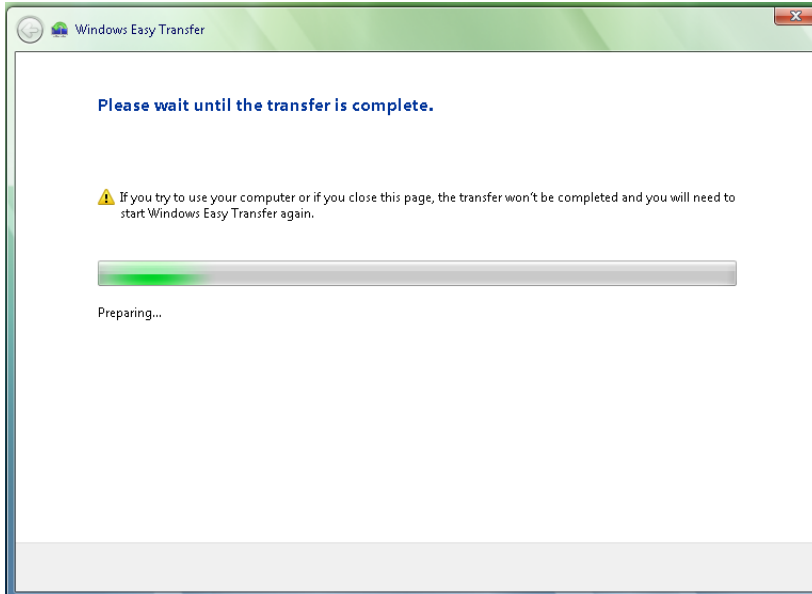 Windows Easy Transfer
Please wait until the transfer is complete.
If you try to use your computer or if you close this page, the transfer won't be completed and you will need to
start Windows Easy Transfer again.
Preparing...